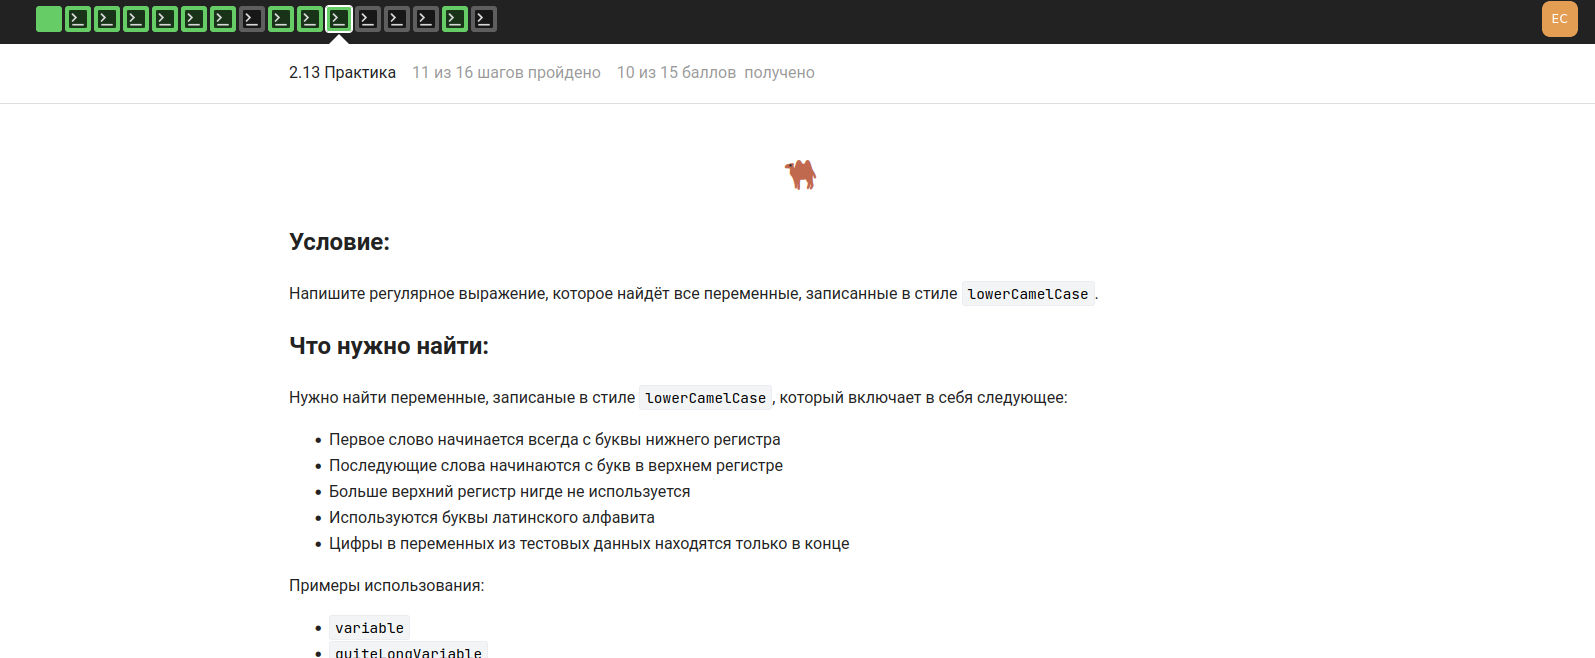 EC
2.13 Практика 11 из 16 шагов пройдено 10 из 15 баллов получено
Условие:
Напишите регулярное выражение, которое найдёт все переменные, записанные в стиле lowerCamelCase.
Что нужно найти:
Нужно найти переменные, записаные в стиле lowerCamelCase, который включает в себя следующее:
• Первое слово начинается всегда с буквы нижнего регистра
• Последующие слова начинаются с букв в верхнем регистре
• Больше верхний регистр нигде не используется
• Используются буквы латинского алфавита
• Цифры в переменных из тестовых данных находятся только в конце
Примеры использования:
• variable
• quiteLongVariable